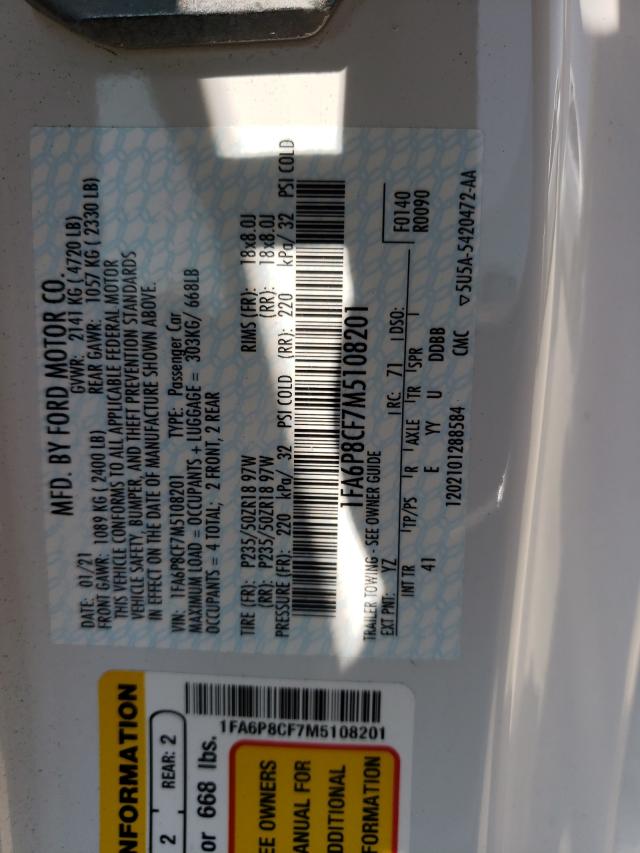 MFD. BY FORD MOTOR CO.
DATE: 01/21 GVWR: 2141 KG ( 4720 LB)
FRONT GAWR: 1089 KG ( 2400 LB) REAR GAWR: 1057 KG ( 2330 LB)
THIS VEHICLE CONFORMS TO ALL APPLICABLE FEDERAL MOTOR
VEHICLE SAFETY, BUMPER, AND THEFT PREVENTION STANDARDS
IN EFFECT ON THE DATE OF MANUFACTURE SHOWN ABOVE.
VIN: 1FA6P8CF7M5108201 TYPE: Passenger Car
MAXIMUM LOAD = OCCUPANTS + LUGGAGE = 303KG/ 668LB
OCCUPANTS = 4 TOTAL; 2 FRONT, 2 REAR
TIRE (FR): P235/50ZR18 97W RIMS (FR): 18x8.0J
(RR): P235/50ZR18 97W (RR): 18x8.0J
PRESSURE (FR): 220 kPa/ 32 PSI COLD (RR): 220 kPa/ 32 PSI COLD
1FA6P8CF7M5108201
TRAILER TOWING - SEE OWNER GUIDE
EXT PNT: YZ RC: 71 DSO: F0140
R0090
INT TR TP/PS R AXLE TR SPR
41 E YY U DDBB
1202101288584 CMC ▽5U5A-5420472-AA
1FA6P8CF7M5108201
NFORMATION
2 REAR: 2
or 668 lbs.
EE OWNERS
ANUAL FOR
DDITIONAL
FORMATION